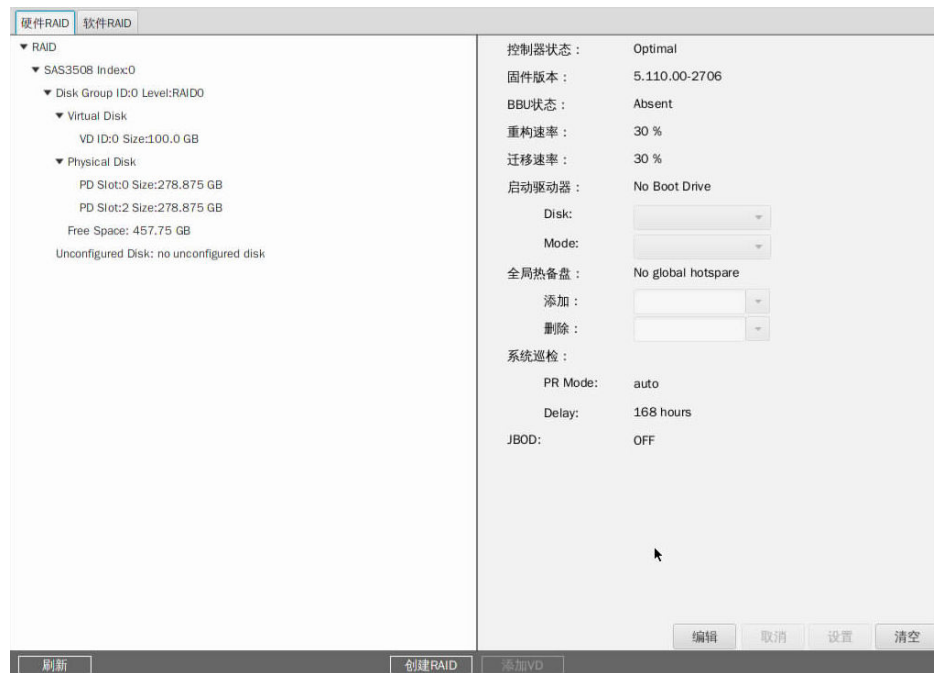 硬件RAID 软件RAID
RAID
SAS3508 Index:0
Disk Group ID:0 Level:RAID0
Virtual Disk
VD ID:0 Size:100.0 GB
Physical Disk
PD Slot:0 Size:278.875 GB
PD Slot:2 Size:278.875 GB
Free Space: 457.75 GB
Unconfigured Disk: no unconfigured disk
控制器状态： Optimal
固件版本： 5.110.00-2706
BBU状态： Absent
重构速率： 30 %
迁移速率： 30 %
启动驱动器： No Boot Drive
Disk:
Mode:
全局热备盘： No global hotspare
添加：
删除：
系统巡检：
PR Mode: auto
Delay: 168 hours
JBOD: OFF
编辑 取消 设置 清空
刷新 创建RAID 添加VD